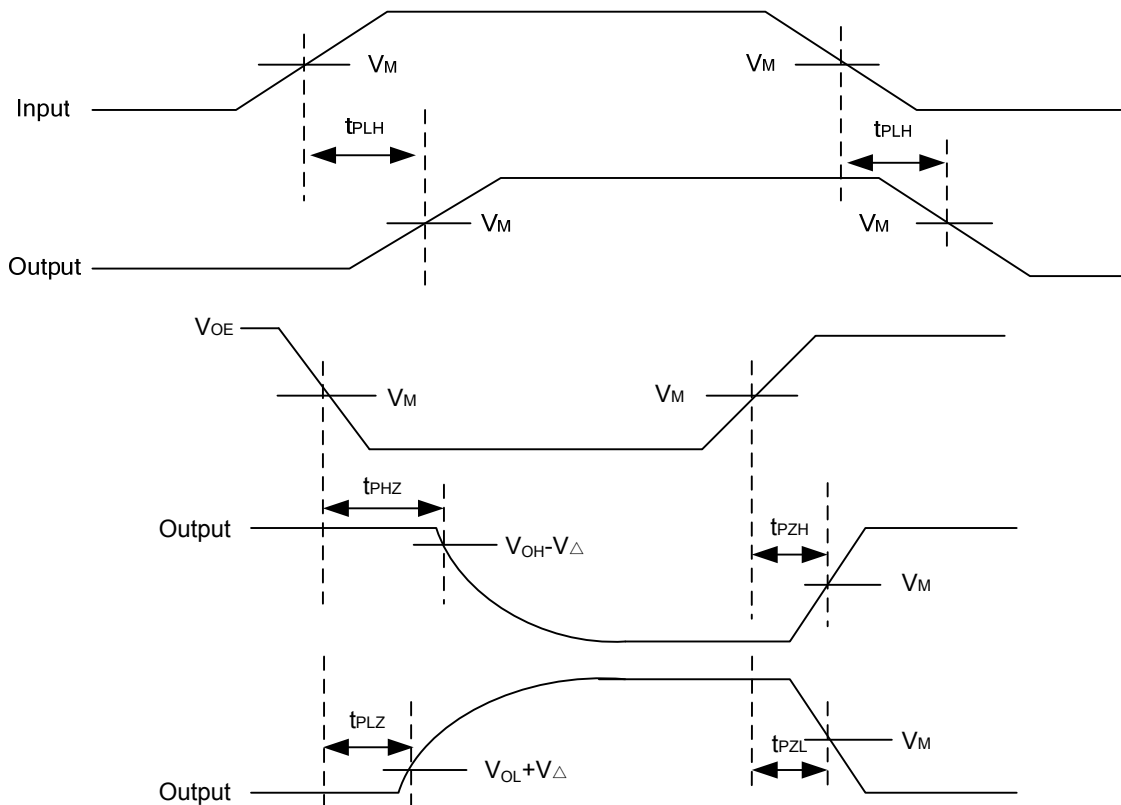 VM
VM
Input
tPLH
tPLH
VM
VM
Output
VOE
VM
VM
tPHZ
Output
tPZH
VOH-V△
VM
tPLZ
tPZL
VM
VOL+V△
Output